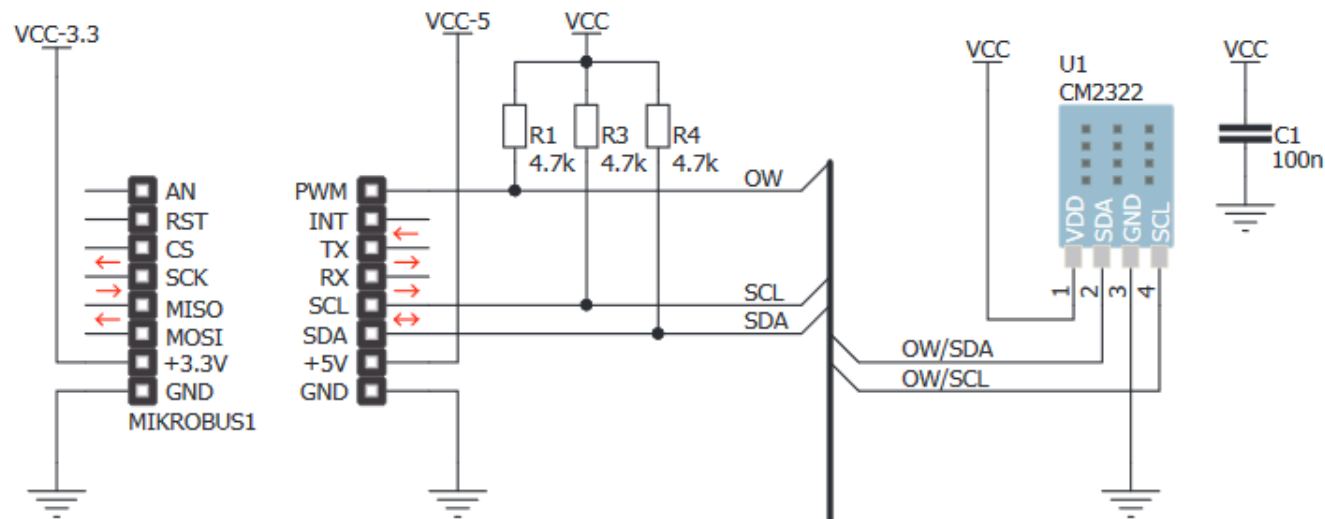 VCC-3.3
VCC-5
VCC
VCC
VCC
U1
CM2322
R1
4.7k
R3
4.7k
R4
4.7k
C1
100n
AN
RST
CS
SCK
MISO
MOSI
+3.3V
GND
MIKROBUS1
PWM
INT
TX
RX
SCL
SDA
+5V
GND
OW
SCL
SDA
OW/SDA
OW/SCL
VDD
SDA
GND
SCL
1
2
3
4